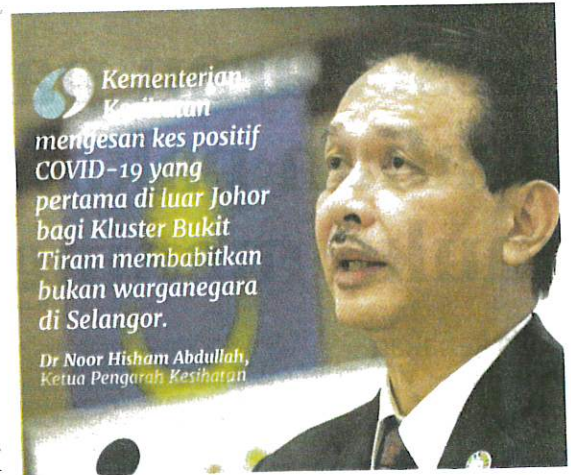 Kementerian
Kesihatan
mengesan kes positif
COVID-19 yang
pertama di luar Johor
bagi Kluster Bukit
Tiram membabitkan
bukan warganegara
di Selangor.
Dr Noor Hisham Abdullah,
Ketua Pengarah Kesihatan